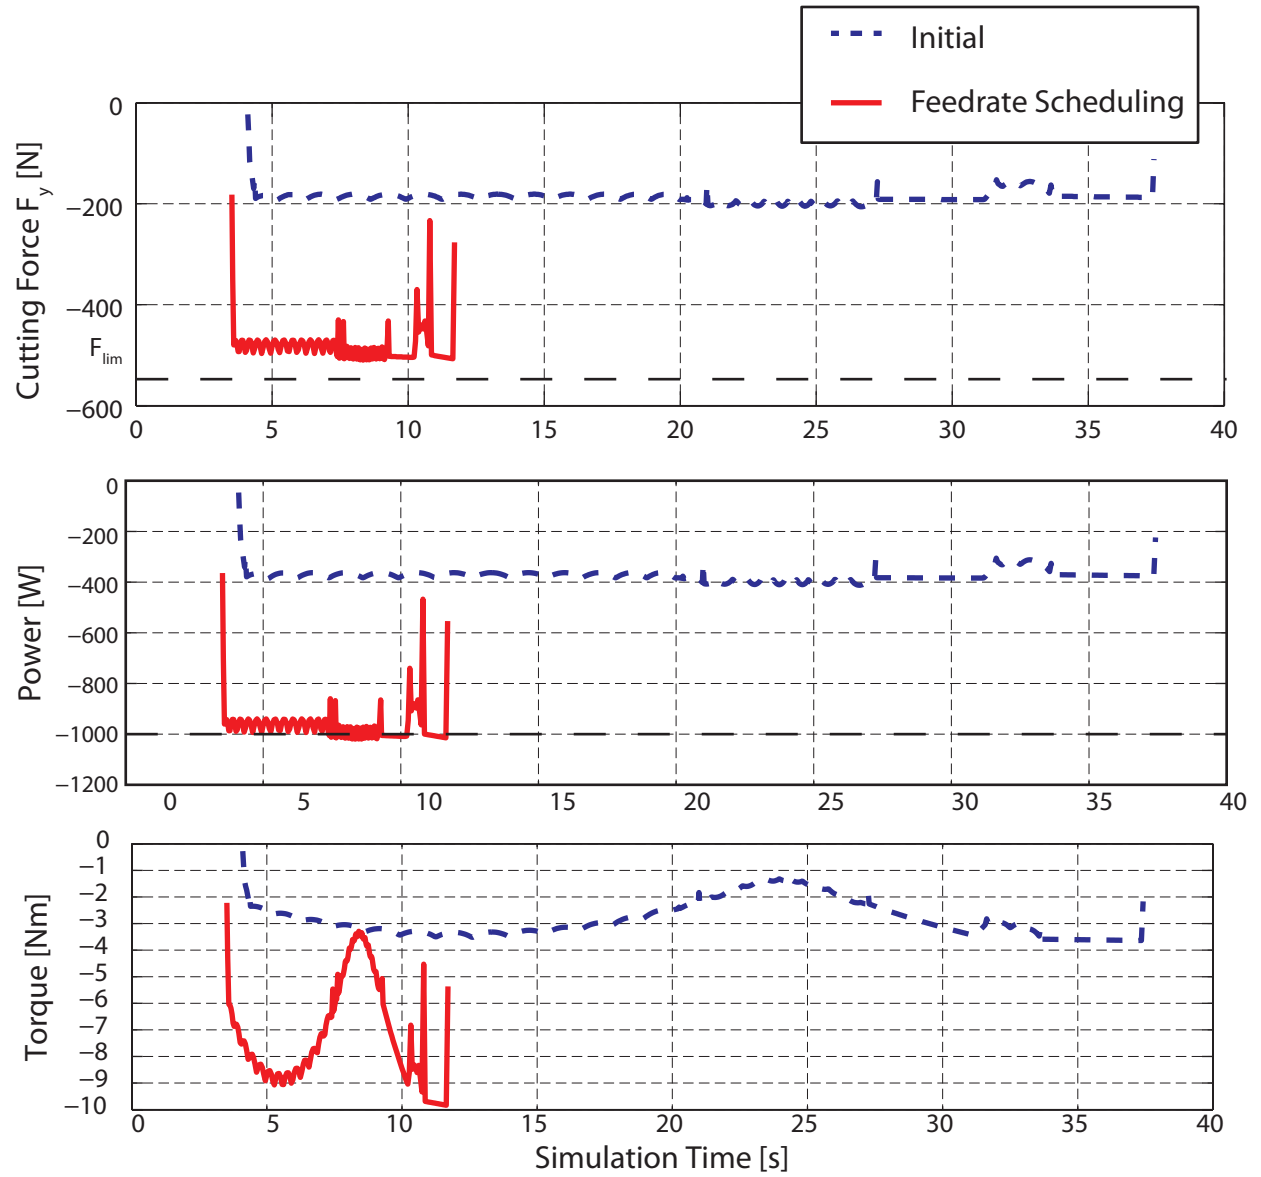 Initial
Feedrate Scheduling
Cutting Force Fy [N]
0
−200
−400
Flim
−600
0 5 10 15 20 25 30 35 40
Power [W]
0
−200
−400
−600
−800
−1000
−1200
0 5 10 15 20 25 30 35 40
Torque [Nm]
0
−1
−2
−3
−4
−5
−6
−7
−8
−9
−10
0 5 10 15 20 25 30 35 40
Simulation Time [s]